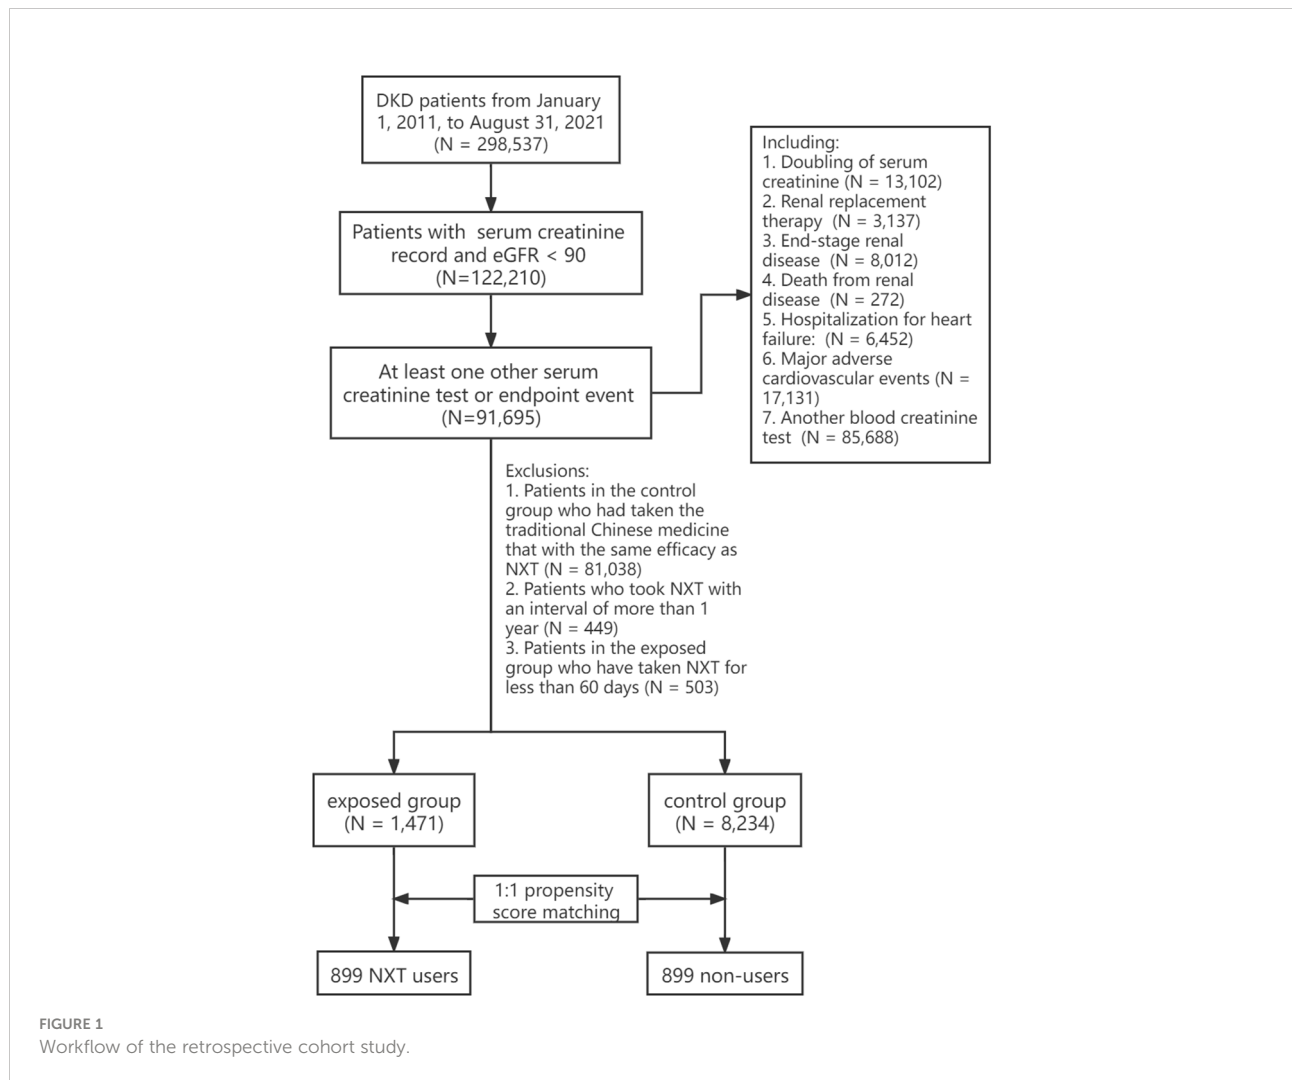 DKD patients from January
1, 2011, to August 31, 2021
(N = 298,537)
Patients with serum creatinine
record and eGFR < 90
(N=122,210)
At least one other serum
creatinine test or endpoint event
(N=91,695)
Including:
1. Doubling of serum
creatinine (N = 13,102)
2. Renal replacement
therapy (N = 3,137)
3. End-stage renal
disease (N = 8,012)
4. Death from renal
disease (N = 272)
5. Hospitalization for heart
failure: (N = 6,452)
6. Major adverse
cardiovascular events (N =
17,131)
7. Another blood creatinine
test (N = 85,688)
Exclusions:
1. Patients in the control
group who had taken the
traditional Chinese medicine
that with the same efficacy as
NXT (N = 81,038)
2. Patients who took NXT with
an interval of more than 1
year (N = 449)
3. Patients in the exposed
group who have taken NXT for
less than 60 days (N = 503)
exposed group
(N = 1,471)
control group
(N = 8,234)
1:1 propensity
score matching
899 NXT users
899 non-users
FIGURE 1
Workflow of the retrospective cohort study.